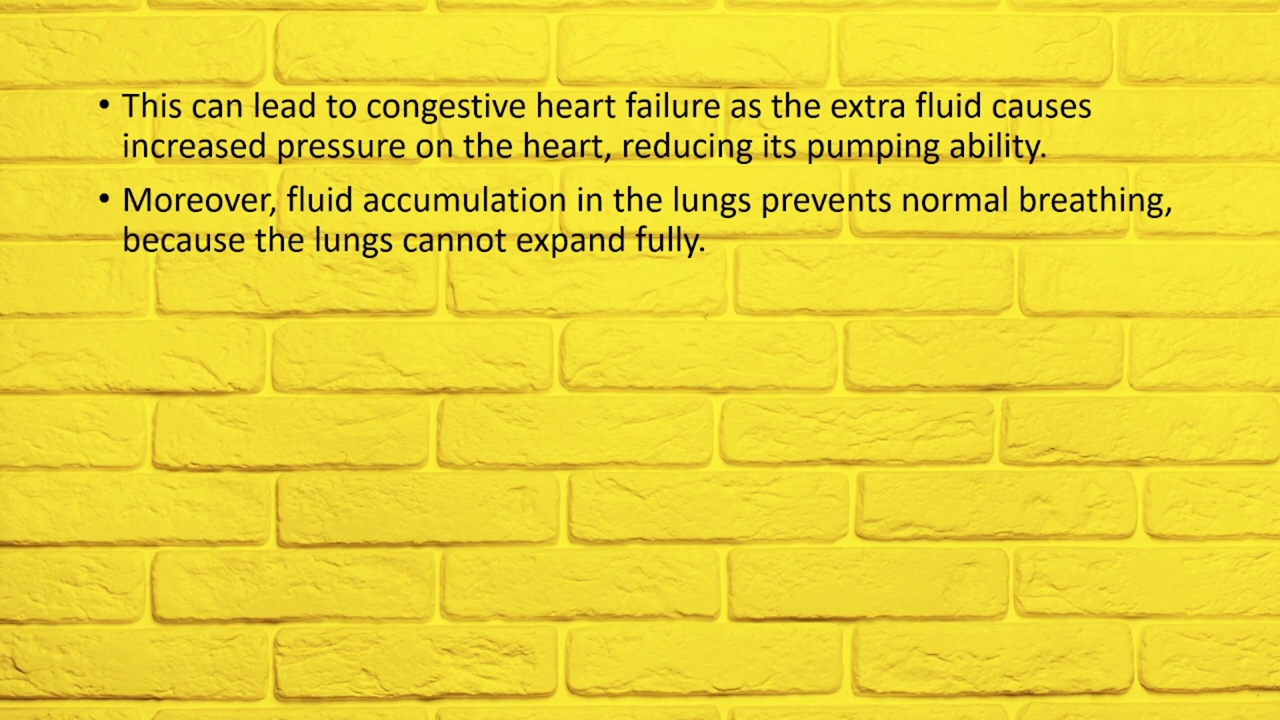 • This can lead to congestive heart failure as the extra fluid causes
increased pressure on the heart, reducing its pumping ability.
• Moreover, fluid accumulation in the lungs prevents normal breathing,
because the lungs cannot expand fully.